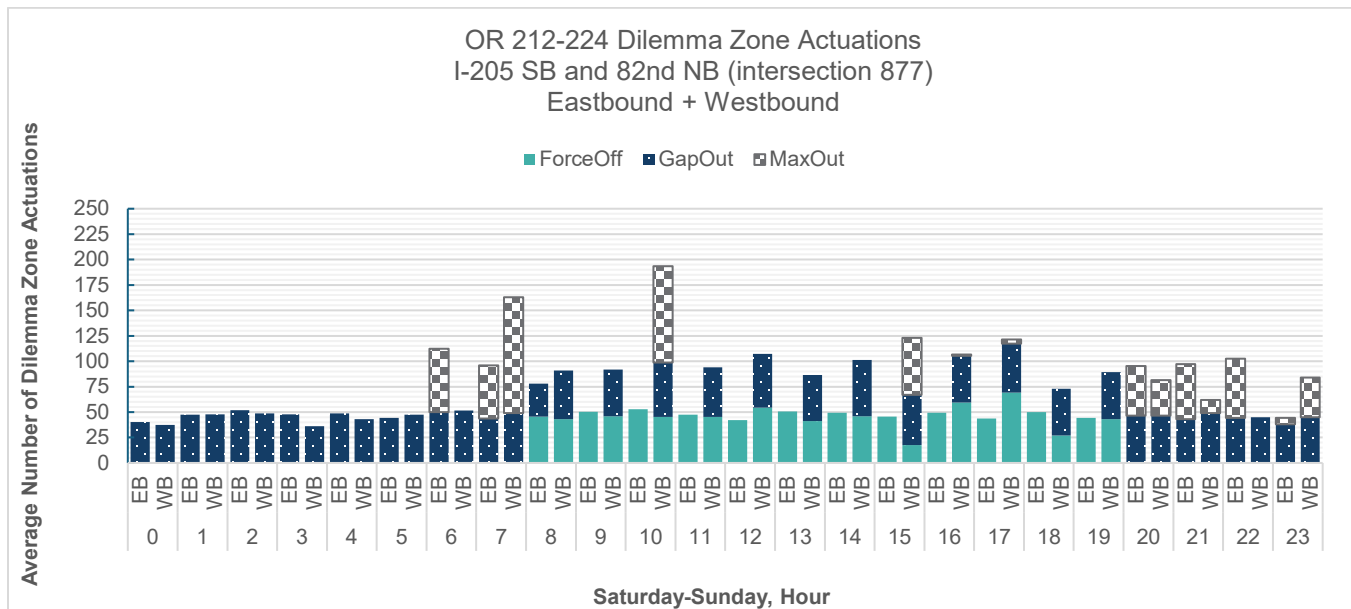 OR 212-224 Dilemma Zone Actuations
I-205 SB and 82nd NB (intersection 877)
Eastbound + Westbound
ForceOff GapOut MaxOut
Average Number of Dilemma Zone Actuations
250
225
200
175
150
125
100
75
50
25
0
EB WB EB WB EB WB EB WB EB WB EB WB EB WB EB WB EB WB EB WB EB WB EB WB EB WB EB WB EB WB EB WB EB WB EB WB EB WB EB WB EB WB EB WB EB WB EB WB
0 1 2 3 4 5 6 7 8 9 10 11 12 13 14 15 16 17 18 19 20 21 22 23
Saturday-Sunday, Hour